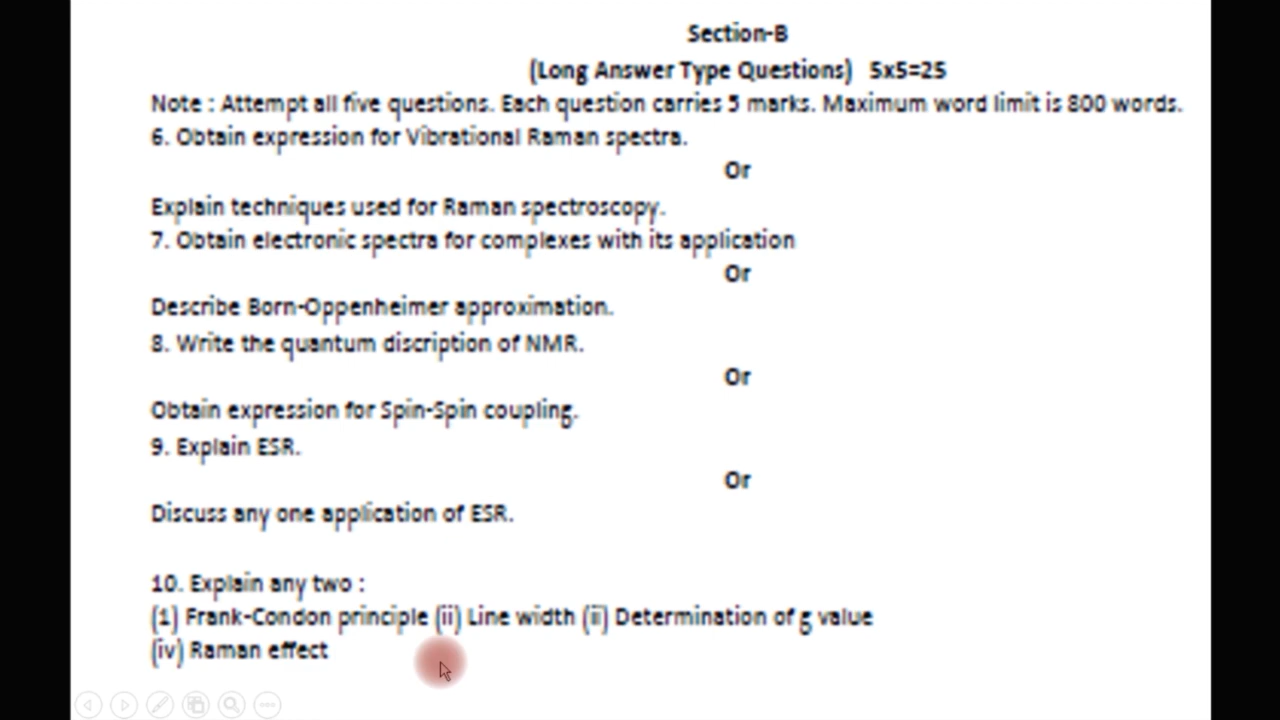 Section-B
(Long Answer Type Questions) 5x5=25
Note : Attempt all five questions. Each question carries 5 marks. Maximum word limit is 800 words.
6. Obtain expression for Vibrational Raman spectra.
Or
Explain techniques used for Raman spectroscopy.
7. Obtain electronic spectra for complexes with its application
Or
Describe Born-Oppenheimer approximation.
8. Write the quantum discription of NMR.
Or
Obtain expression for Spin-Spin coupling.
9. Explain ESR.
Or
Discuss any one application of ESR.
10. Explain any two :
(1) Frank-Condon principle (ii) Line width (ii) Determination of g value
(iv) Raman effect